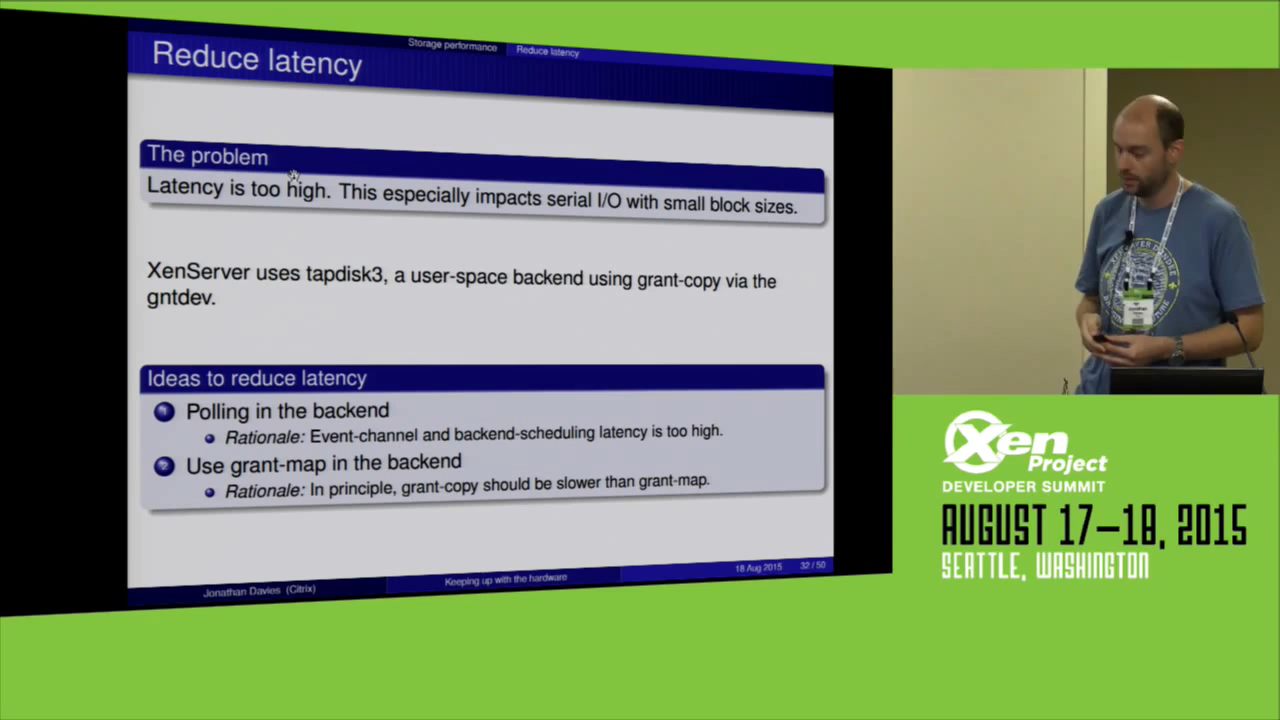 Storage performance
Reduce latency
Reduce latency
The problem
Latency is too high. This especially impacts serial I/O with small block sizes.
XenServer uses tapdisk3, a user-space backend using grant-copy via the
gntdev.
Ideas to reduce latency
1 Polling in the backend
Rationale: Event-channel and backend-scheduling latency is too high.
2 Use grant-map in the backend
Rationale: In principle, grant-copy should be slower than grant-map.
Jonathan Davies (Citrix)
Keeping up with the hardware
18 Aug 2015
32 / 50
Xen
Project
DEVELOPER SUMMIT
AUGUST 17–18, 2015
SEATTLE, WASHINGTON